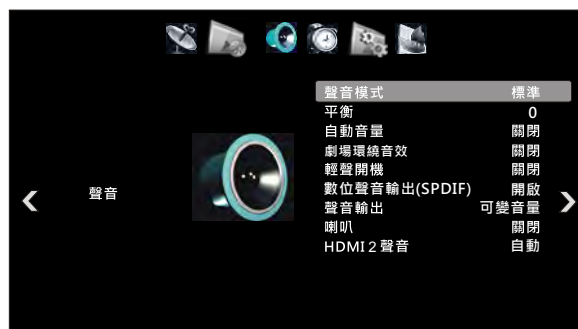 聲音
聲音模式 標準
平衡 0
自動音量 關閉
劇場環繞音效 關閉
輕聲開機 關閉
數位聲音輸出(SPDIF) 開啟
聲音輸出 可變音量
喇叭 關閉
HDMI 2 聲音 自動